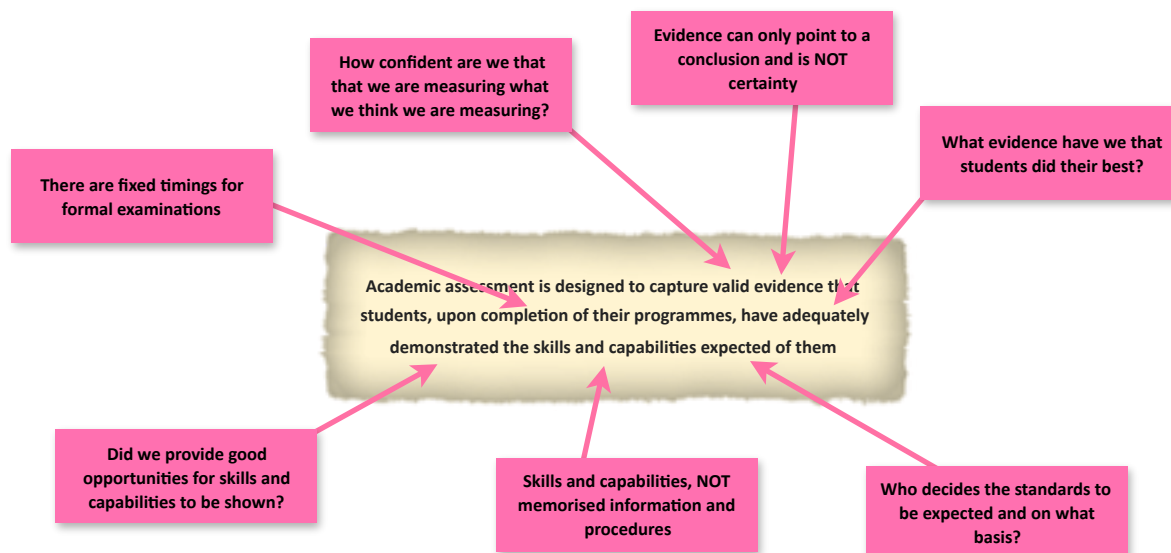 Evidence can only point to a
conclusion and is NOT
certainty
How confident are we that
that we are measuring what
we think we are measuring?
What evidence have we that
students did their best?
There are fixed timings for
formal examinations
Academic assessment is designed to capture valid evidence that
students, upon completion of their programmes, have adequately
demonstrated the skills and capabilities expected of them
Did we provide good
opportunities for skills and
capabilities to be shown?
Skills and capabilities, NOT
memorised information and
procedures
Who decides the standards to
be expected and on what
basis?